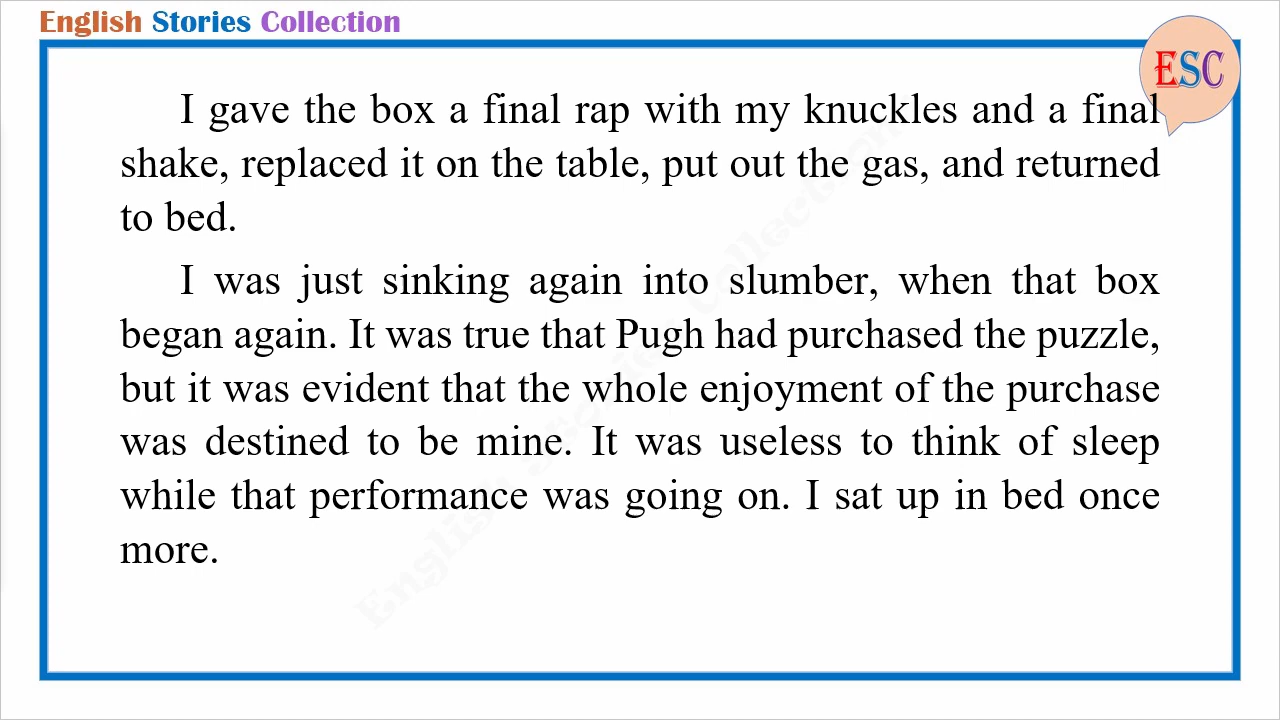 English Stories Collection
ESC
I gave the box a final rap with my knuckles and a final
shake, replaced it on the table, put out the gas, and returned
to bed.
I was just sinking again into slumber, when that box
began again. It was true that Pugh had purchased the puzzle,
but it was evident that the whole enjoyment of the purchase
was destined to be mine. It was useless to think of sleep
while that performance was going on. I sat up in bed once
more.
English Stories Collection